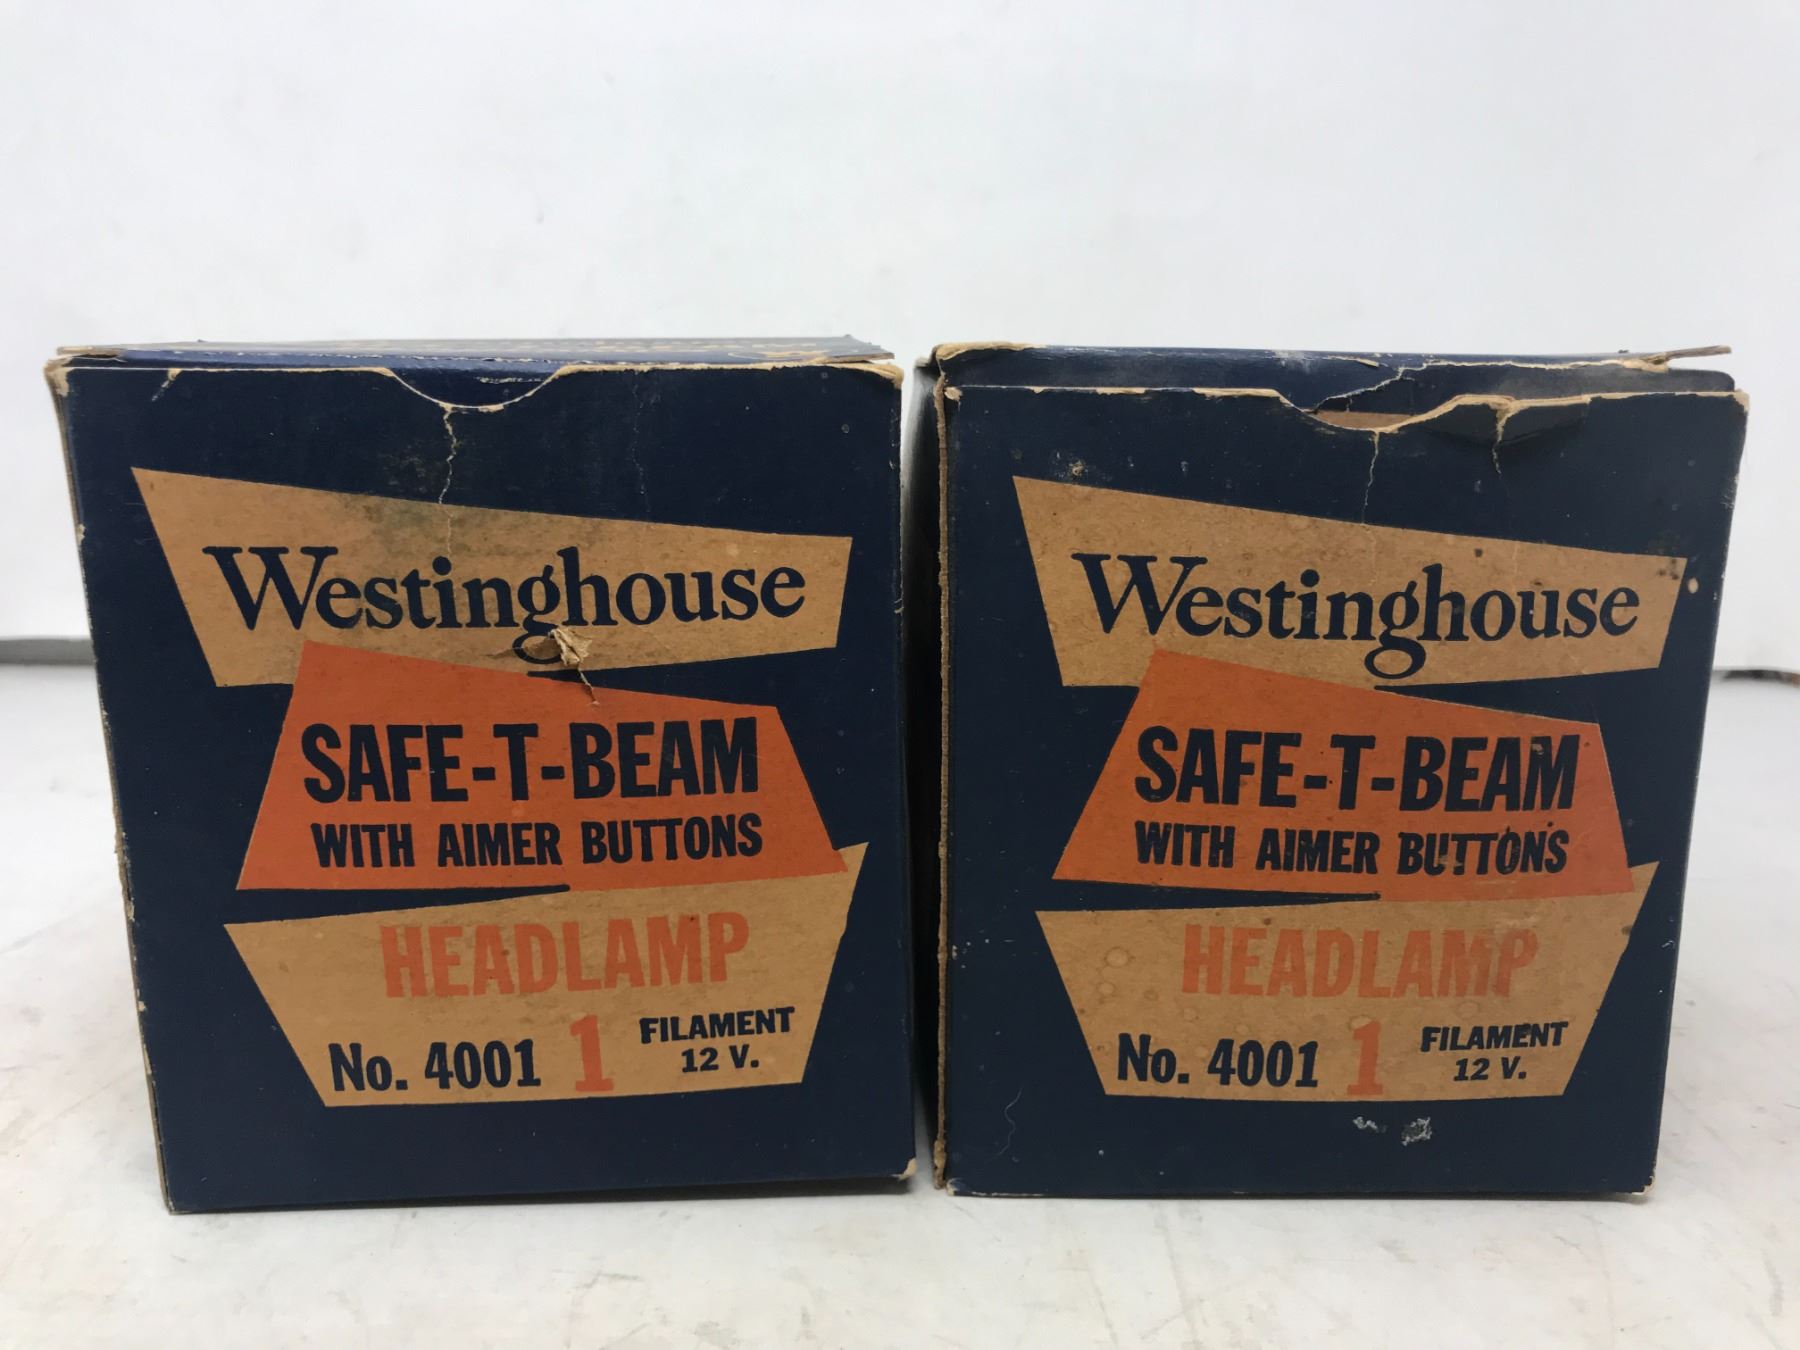 Westinghouse
SAFE-T-BEAM
WITH AIMER BUTTONS
HEADLAMP
No. 4001 1 FILAMENT
12 V.
Westinghouse
SAFE-T-BEAM
WITH AIMER BUTTONS
HEADLAMP
No. 4001 1 FILAMENT
12 V.